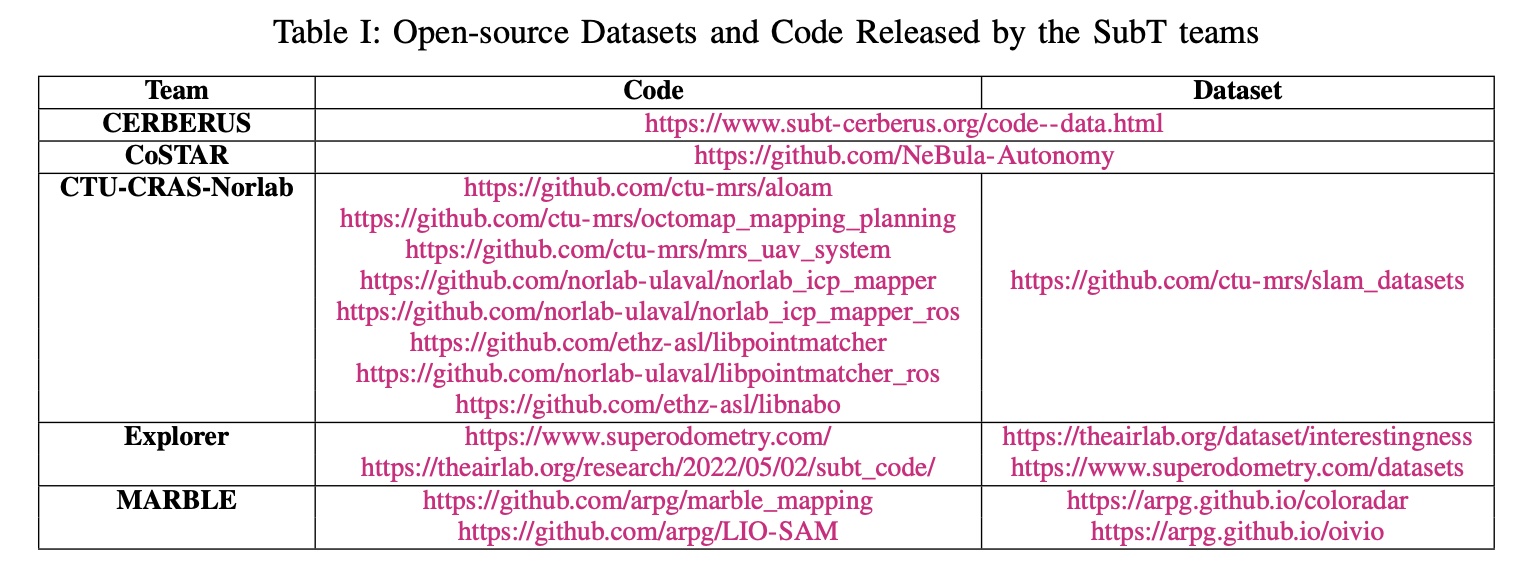 Table I: Open-source Datasets and Code Released by the SubT teams
Team Code Dataset
CERBERUS https://www.subt-cerberus.org/code--data.html
CoSTAR https://github.com/NeBula-Autonomy
CTU-CRAS-Norlab https://github.com/ctu-mrs/aloam
https://github.com/ctu-mrs/octomap_mapping_planning
https://github.com/ctu-mrs/mrs_uav_system
https://github.com/norlab-ulaval/norlab_icp_mapper https://github.com/ctu-mrs/slam_datasets
https://github.com/norlab-ulaval/norlab_icp_mapper_ros
https://github.com/ethz-asl/libpointmatcher
https://github.com/norlab-ulaval/libpointmatcher_ros
https://github.com/ethz-asl/libnabo
Explorer https://www.superodometry.com/ https://theairlab.org/dataset/interestingness
https://theairlab.org/research/2022/05/02/subt_code/ https://www.superodometry.com/datasets
MARBLE https://github.com/arpg/marble_mapping https://arpg.github.io/coloradar
https://github.com/arpg/LIO-SAM https://arpg.github.io/oivio